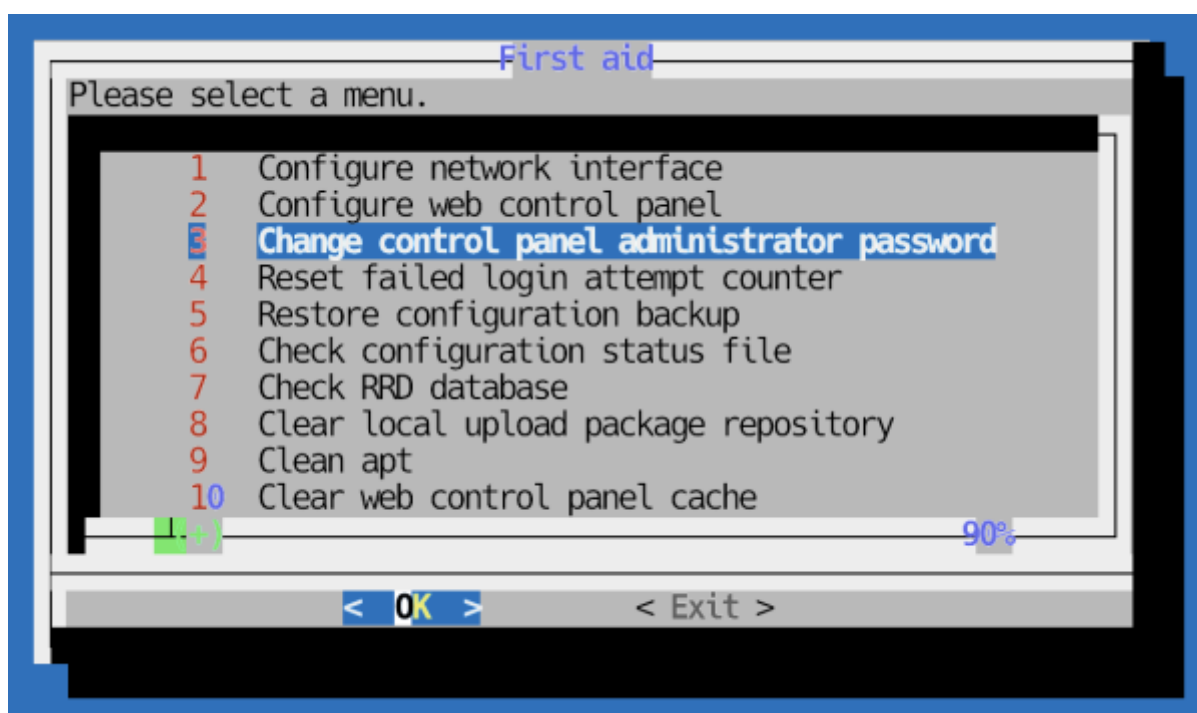 First aid
Please select a menu.
1 Configure network interface
2 Configure web control panel
3 Change control panel administrator password
4 Reset failed login attempt counter
5 Restore configuration backup
6 Check configuration status file
7 Check RRD database
8 Clear local upload package repository
9 Clean apt
10 Clear web control panel cache
(+) 90%
< OK > < Exit >